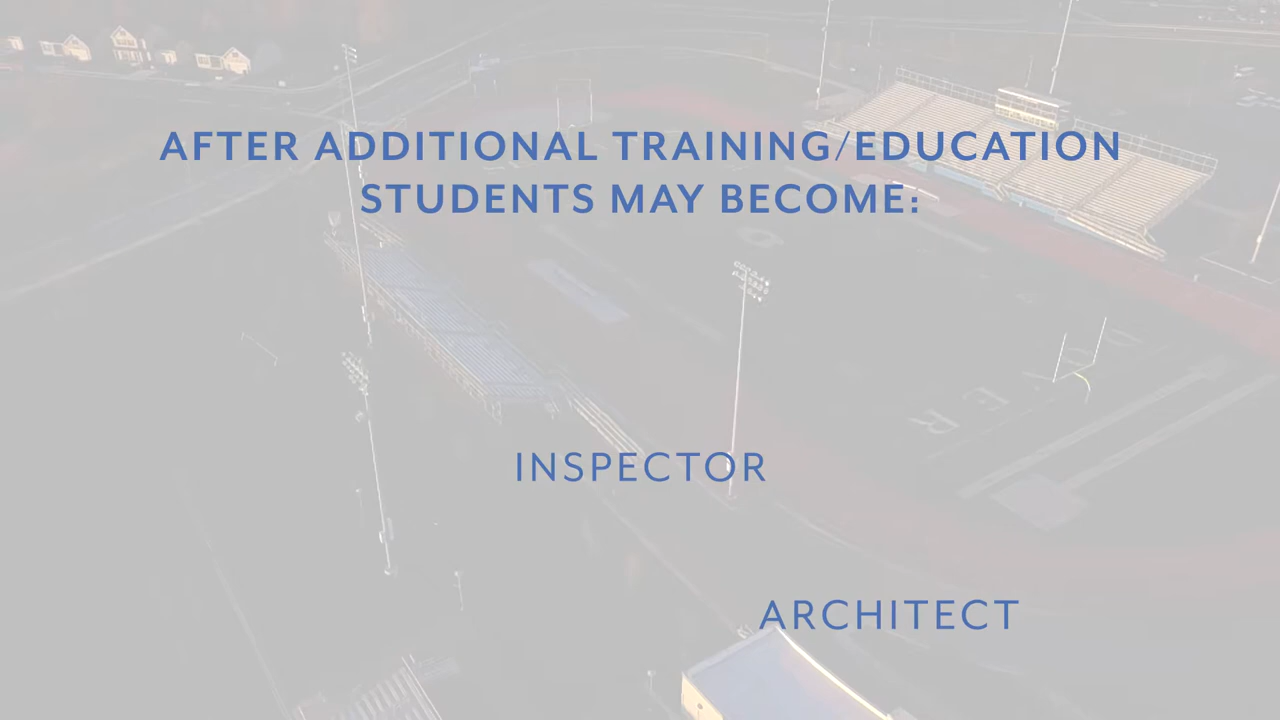 AFTER ADDITIONAL TRAINING/EDUCATION
STUDENTS MAY BECOME:
INSPECTOR
ARCHITECT